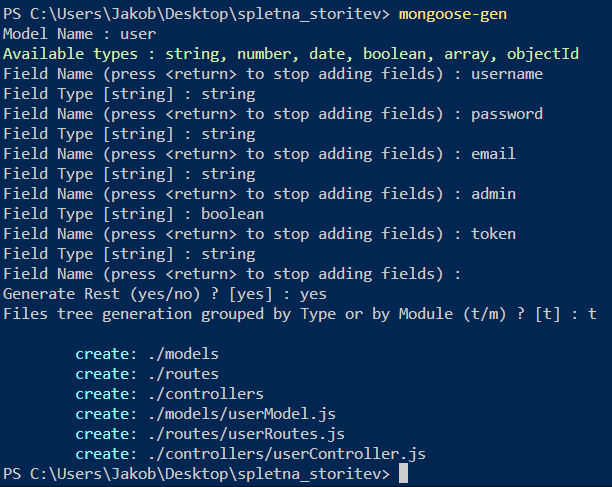 PS C:\Users\Jakob\Desktop\spletna_storitev> mongoose-gen
Model Name : user
Available types : string, number, date, boolean, array, objectId
Field Name (press <return> to stop adding fields) : username
Field Type [string] : string
Field Name (press <return> to stop adding fields) : password
Field Type [string] : string
Field Name (press <return> to stop adding fields) : email
Field Type [string] : string
Field Name (press <return> to stop adding fields) : admin
Field Type [string] : boolean
Field Name (press <return> to stop adding fields) : token
Field Type [string] : string
Field Name (press <return> to stop adding fields) :
Generate Rest (yes/no) ? [yes] : yes
Files tree generation grouped by Type or by Module (t/m) ? [t] : t
create: ./models
create: ./routes
create: ./controllers
create: ./models/userModel.js
create: ./routes/userRoutes.js
create: ./controllers/userController.js
PS C:\Users\Jakob\Desktop\spletna_storitev>